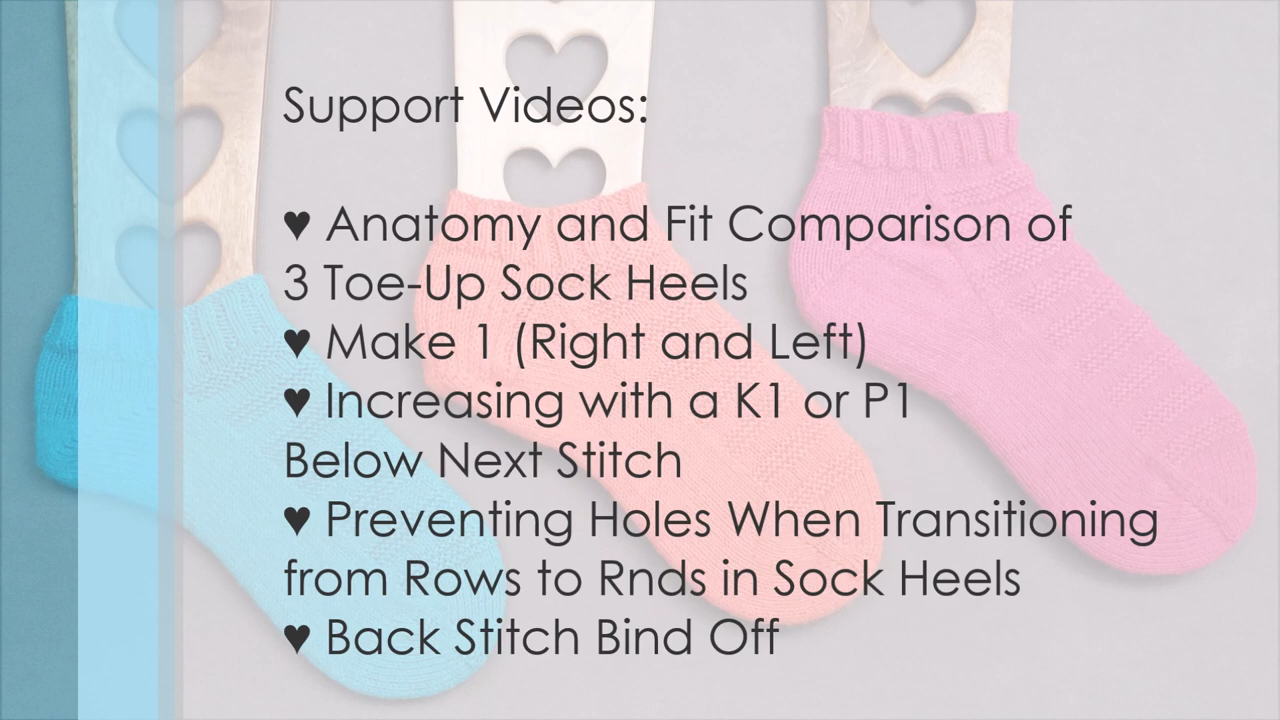 Support Videos:
♥ Anatomy and Fit Comparison of
3 Toe-Up Sock Heels
♥ Make 1 (Right and Left)
♥ Increasing with a K1 or P1
Below Next Stitch
♥ Preventing Holes When Transitioning
from Rows to Rnds in Sock Heels
♥ Back Stitch Bind Off